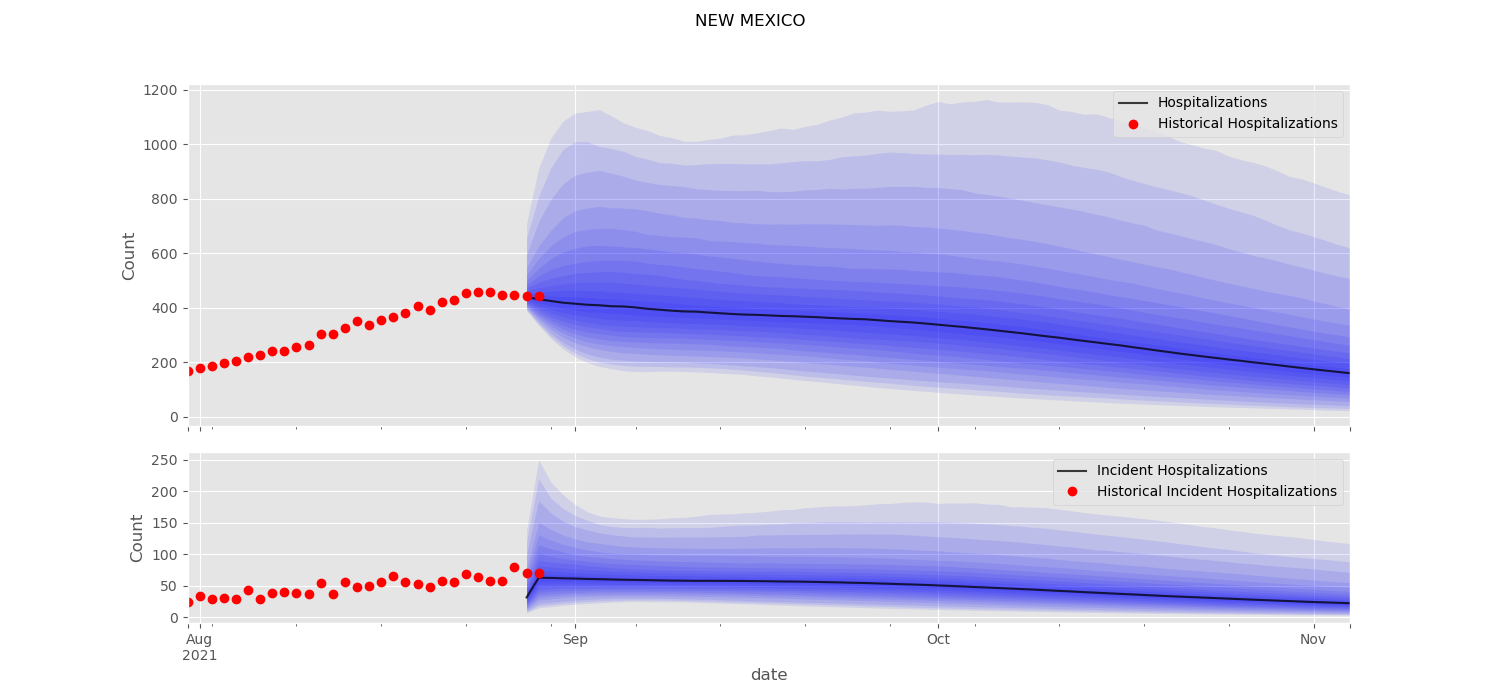 NEW MEXICO
1200
1000
800
600
400
200
0
Count
Hospitalizations
Historical Hospitalizations
250
200
150
100
50
0
Count
Incident Hospitalizations
Historical Incident Hospitalizations
Aug
2021
Sep
Oct
Nov
date